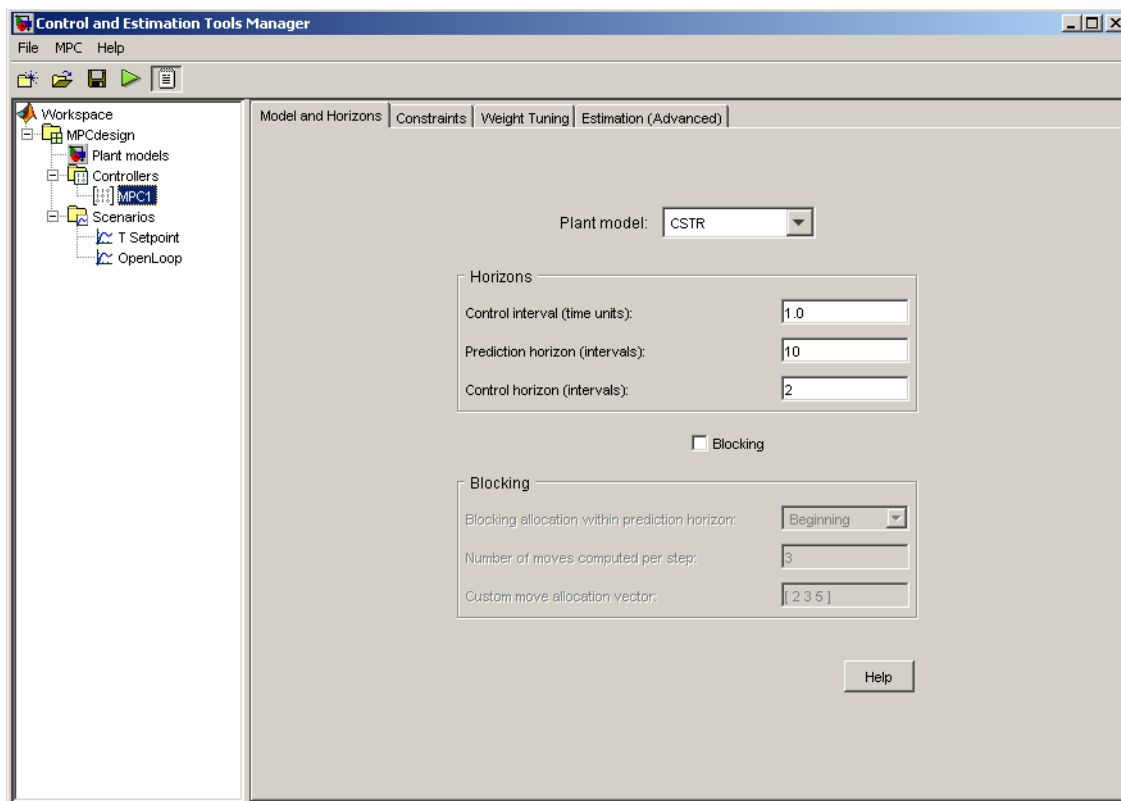 Control and Estimation Tools Manager
File MPC Help
Workspace
MPCdesign
Plant models
Controllers
MPC1
Scenarios
T Setpoint
OpenLoop
Model and Horizons Constraints Weight Tuning Estimation (Advanced)
Plant model: CSTR
Horizons
Control interval (time units): 1.0
Prediction horizon (intervals): 10
Control horizon (intervals): 2
Blocking
Blocking
Blocking allocation within prediction horizon: Beginning
Number of moves computed per step: 3
Custom move allocation vector: [ 2 3 5 ]
Help